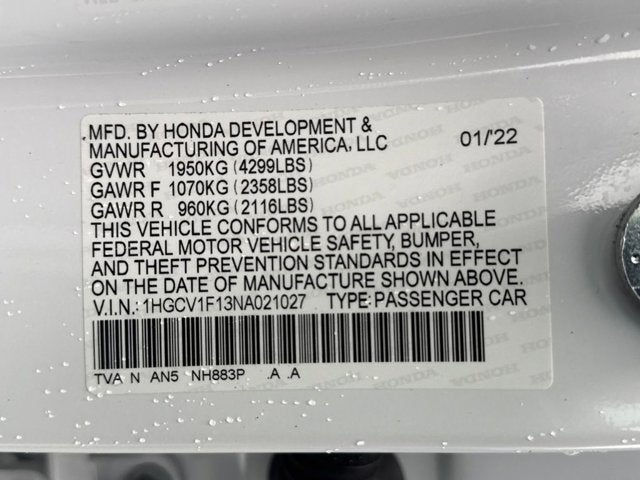 MFD. BY HONDA DEVELOPMENT &
MANUFACTURING OF AMERICA, LLC 01/'22
GVWR 1950KG (4299LBS)
GAWR F 1070KG (2358LBS)
GAWR R 960KG (2116LBS)
THIS VEHICLE CONFORMS TO ALL APPLICABLE
FEDERAL MOTOR VEHICLE SAFETY, BUMPER,
AND THEFT PREVENTION STANDARDS IN EFFECT
ON THE DATE OF MANUFACTURE SHOWN ABOVE.
V.I.N.: 1HGCV1F13NA021027 TYPE: PASSENGER CAR
TVA N AN5 NH883P .A .A